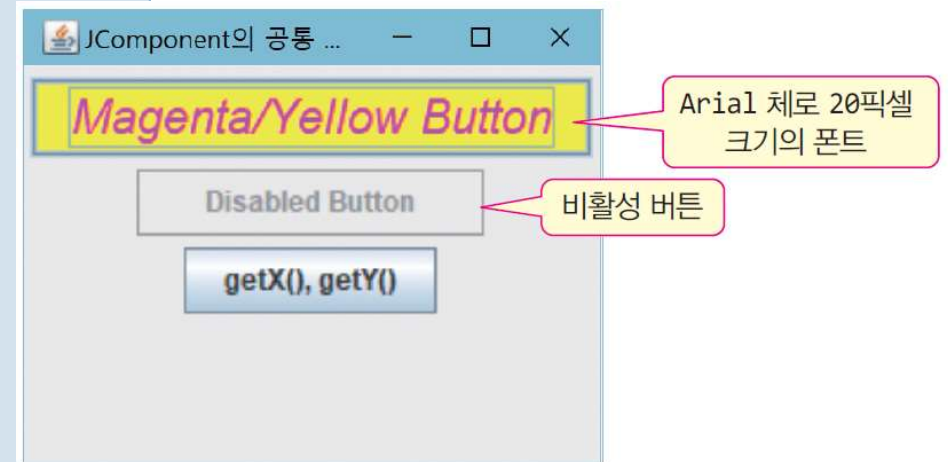 JComponent의 공통 ...
Magenta/Yellow Button
Arial 체로 20픽셀
크기의 폰트
Disabled Button
비활성 버튼
getX(), getY()